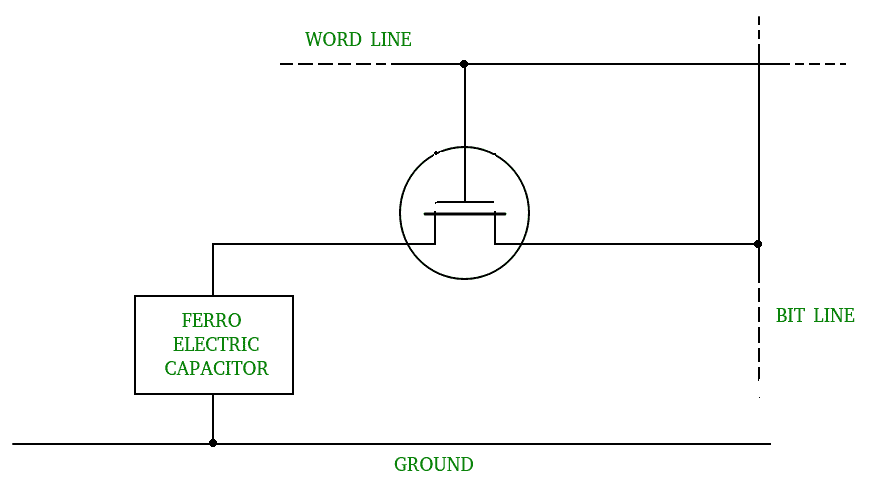 WORD LINE
BIT LINE
FERRO
ELECTRIC
CAPACITOR
GROUND